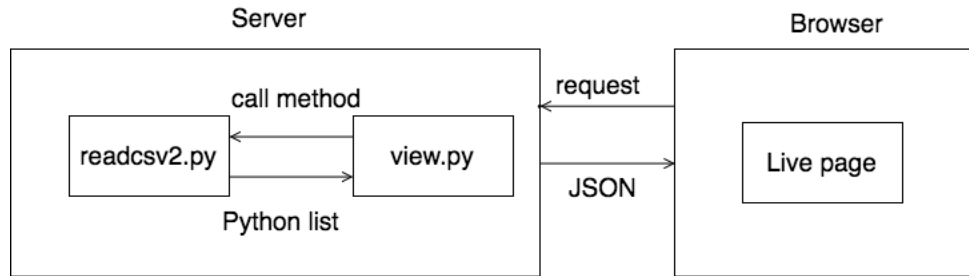 Server
Browser
request
call method
readcsv2.py
view.py
Live page
JSON
Python list